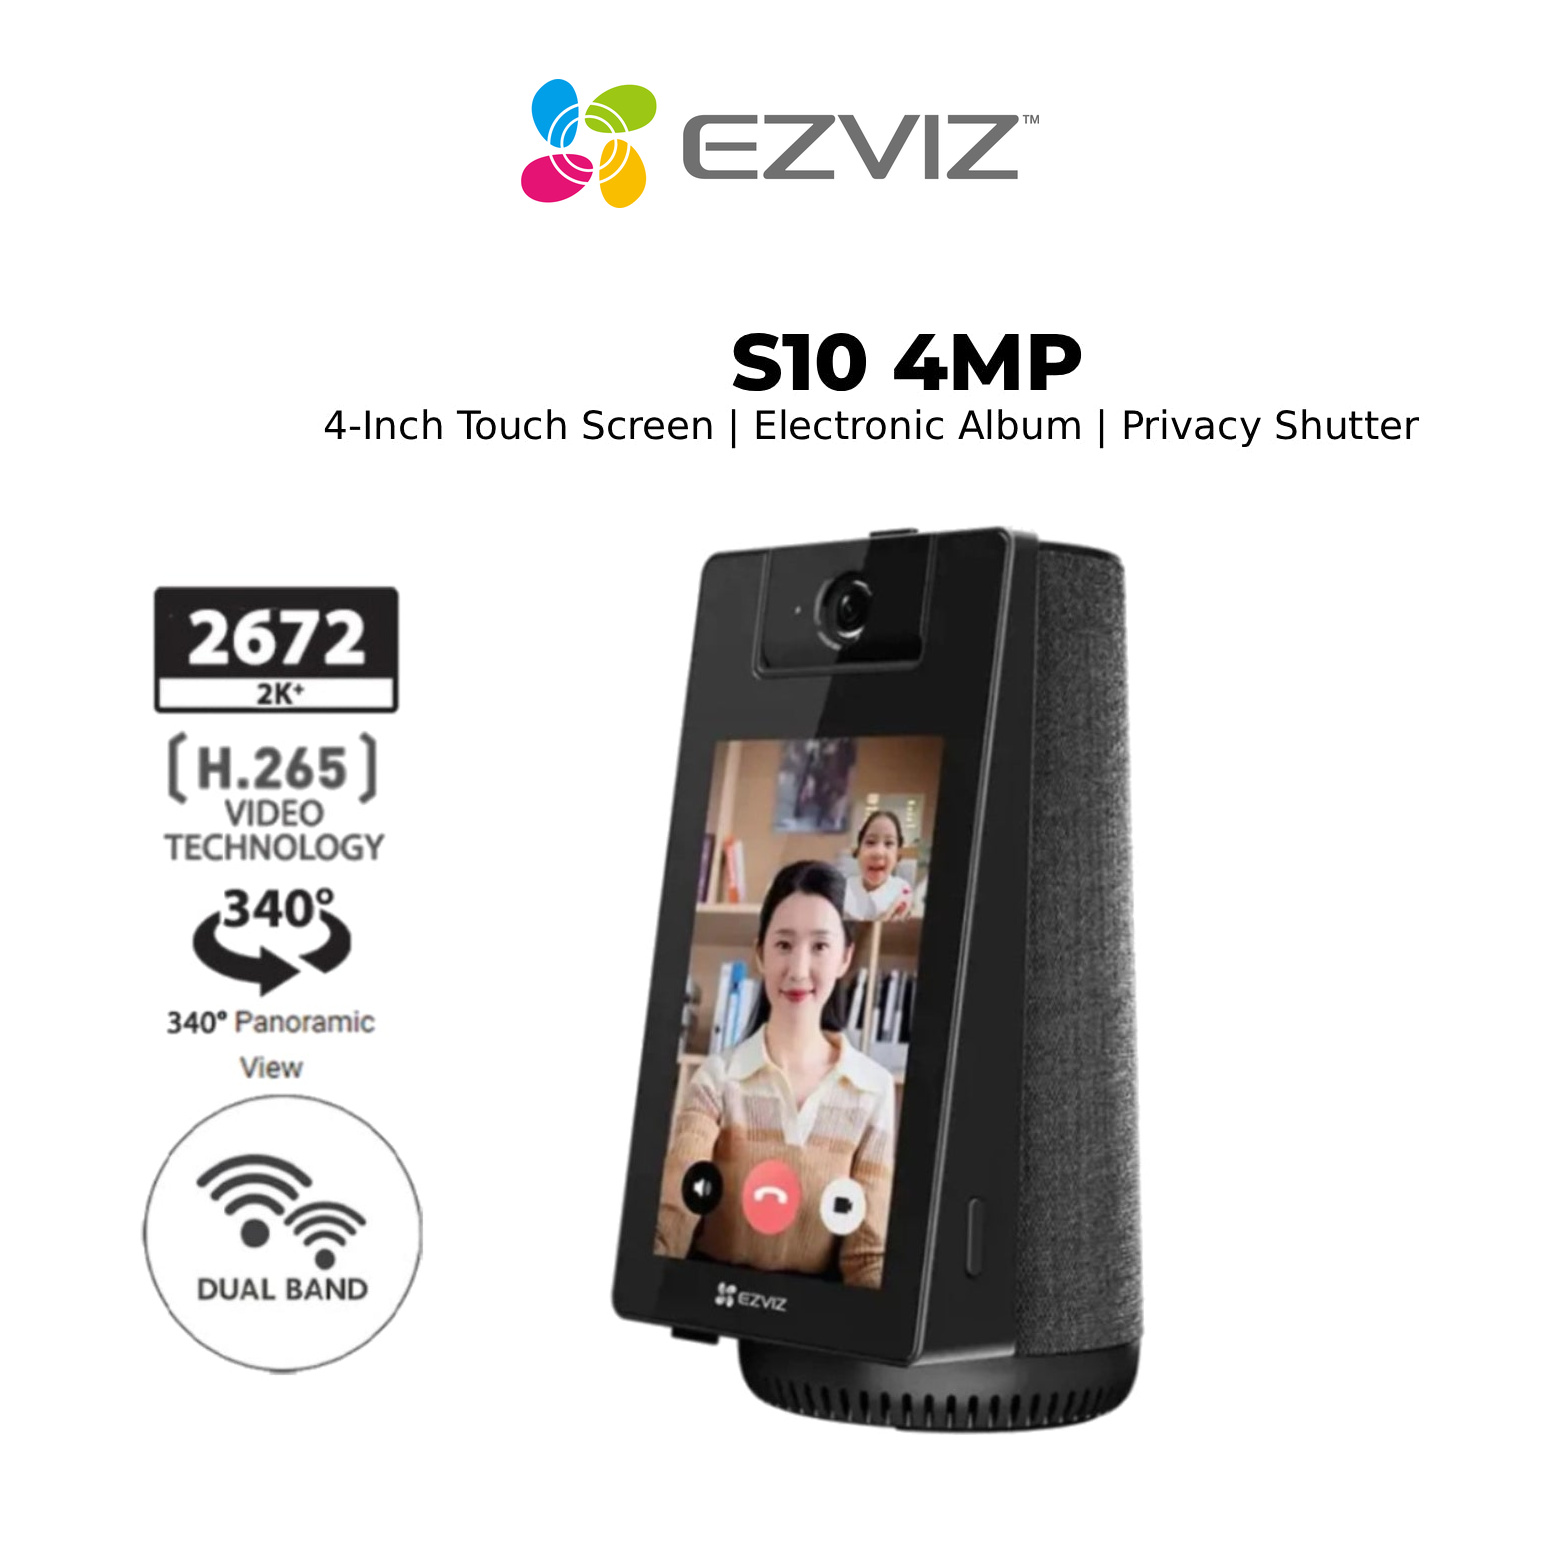 EZVIZ™
S10 4MP
4-Inch Touch Screen | Electronic Album | Privacy Shutter
2672
2K+
[H.265]
VIDEO
TECHNOLOGY
340°
340° Panoramic
View
DUAL BAND
EZVIZ